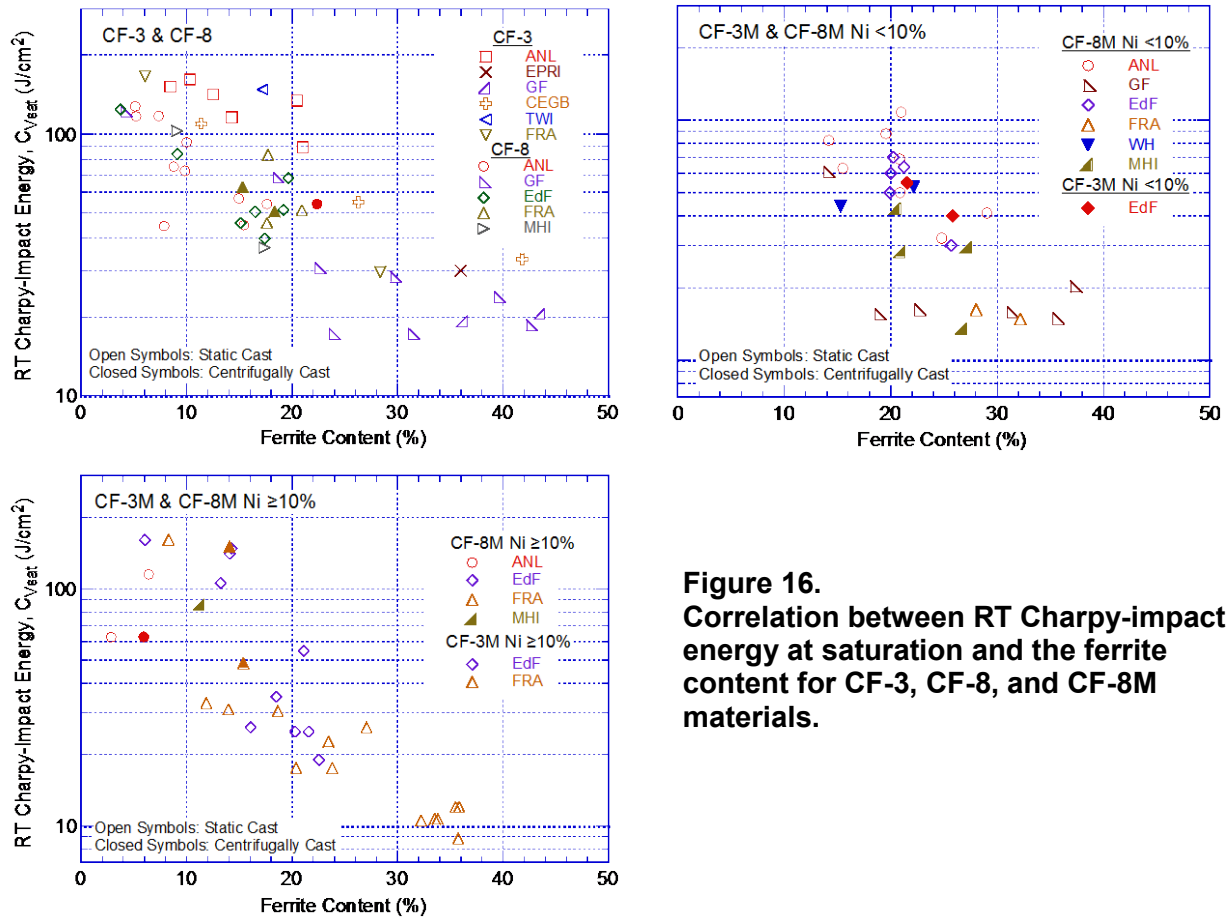 CF-3 & CF-8
CF-3
ANL
EPRI
GF
CEGB
TWI
FRA
CF-8
ANL
GF
EdF
FRA
MHI
Open Symbols: Static Cast
Closed Symbols: Centrifugally Cast
RT Charpy-Impact Energy, CVsat (J/cm2)
100
10
0 10 20 30 40 50
Ferrite Content (%)
CF-3M & CF-8M Ni <10%
CF-8M Ni <10%
ANL
GF
EdF
FRA
WH
MHI
CF-3M Ni <10%
EdF
Open Symbols: Static Cast
Closed Symbols: Centrifugally Cast
0 10 20 30 40 50
Ferrite Content (%)
CF-3M & CF-8M Ni ≥10%
CF-8M Ni ≥10%
ANL
EdF
FRA
MHI
CF-3M Ni ≥10%
EdF
FRA
Open Symbols: Static Cast
Closed Symbols: Centrifugally Cast
RT Charpy-Impact Energy, CVsat (J/cm2)
100
10
0 10 20 30 40 50
Ferrite Content (%)
Figure 16.
Correlation between RT Charpy-impact
energy at saturation and the ferrite
content for CF-3, CF-8, and CF-8M
materials.